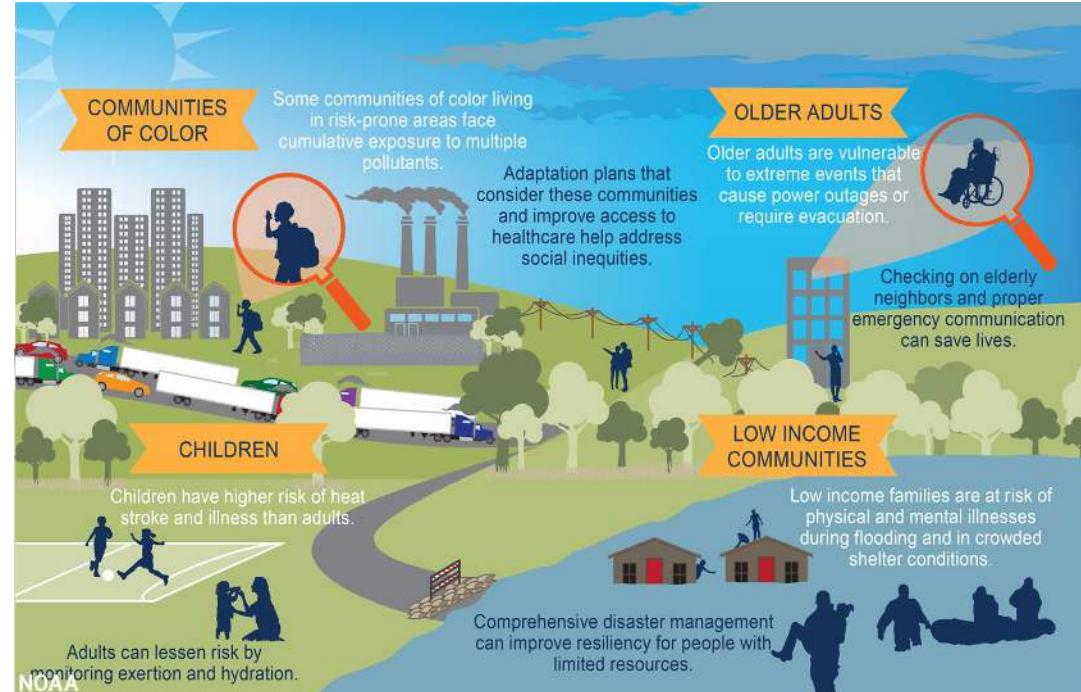 COMMUNITIES
OF COLOR
Some communities of color living
in risk-prone areas face
cumulative exposure to multiple
pollutants.
Adaptation plans that
consider these communities
and improve access to
healthcare help address
social inequities.
OLDER ADULTS
Older adults are vulnerable
to extreme events that
cause power outages or
require evacuation.
Checking on elderly
neighbors and proper
emergency communication
can save lives.
CHILDREN
Children have higher risk of heat
stroke and illness than adults.
Adults can lessen risk by
monitoring exertion and hydration.
LOW INCOME
COMMUNITIES
Low income families are at risk of
physical and mental illnesses
during flooding and in crowded
shelter conditions.
Comprehensive disaster management
can improve resiliency for people with
limited resources.
NOAA